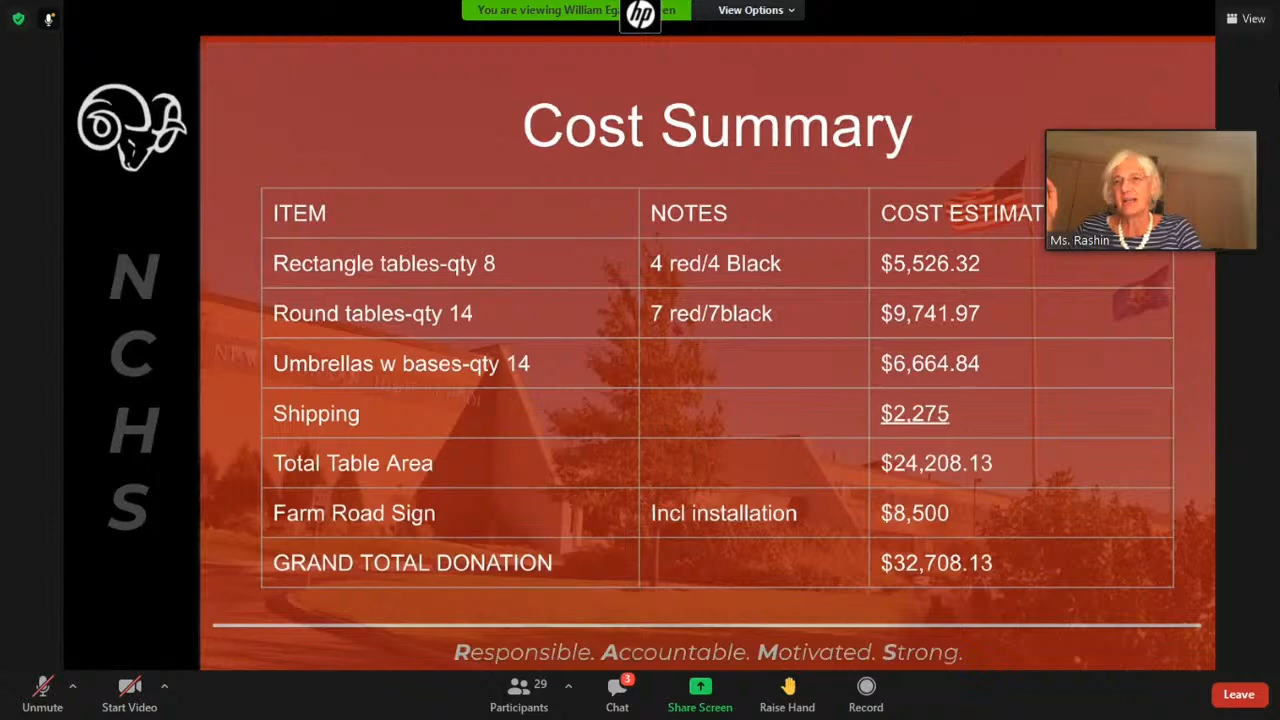 You are viewing William Eg
en
View Options
View
hp
Cost Summary
ITEM NOTES COST ESTIMAT
Rectangle tables-qty 8 4 red/4 Black $5,526.32
Round tables-qty 14 7 red/7black $9,741.97
Umbrellas w bases-qty 14 $6,664.84
Shipping $2,275
Total Table Area $24,208.13
Farm Road Sign Incl installation $8,500
GRAND TOTAL DONATION $32,708.13
Ms. Rashin
N
C
H
S
Responsible. Accountable. Motivated. Strong.
Unmute
Start Video
Participants 29
Chat 3
Share Screen
Raise Hand
Record
Leave